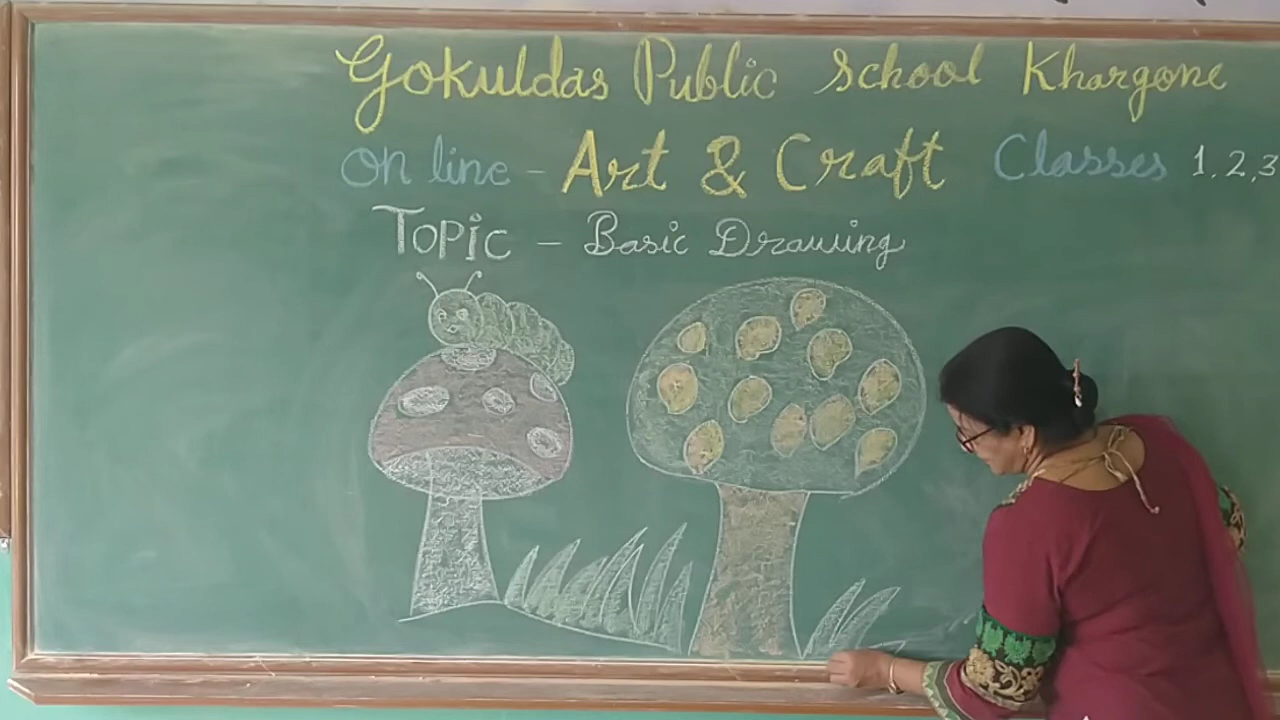 Gokuldas Public School Khargone
On line - Art & Craft Classes 1, 2, 3
Topic - Basic Drawing